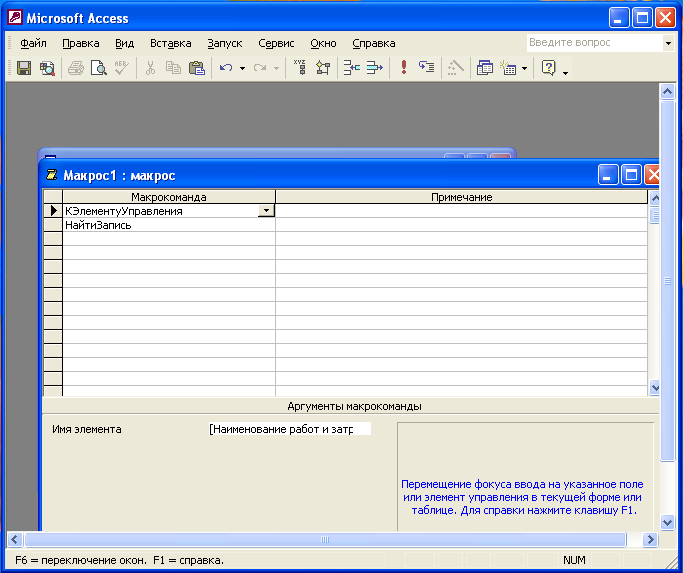 Microsoft Access
Файл Правка Вид Вставка Запуск Сервис Окно Справка Введите вопрос
Макрос1 : макрос
Макрокоманда Примечание
КЭлементуУправления
НайтиЗапись
Аргументы макрокоманды
Имя элемента [Наименование работ и затр
Перемещение фокуса ввода на указанное поле
или элемент управления в текущей форме или
таблице. Для справки нажмите клавишу F1.
F6 = переключение окон. F1 = справка. NUM